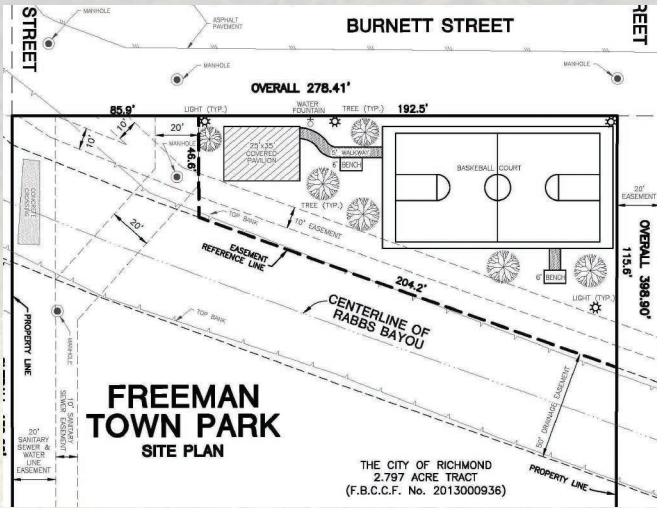 STREET
MANHOLE
ASPHALT
PAVEMENT
BURNETT STREET
REET
MANHOLE
MANHOLE
OVERALL 278.41'
85.9'
LIGHT (TYP.)
WATER
FOUNTAIN
TREE (TYP.)
192.5'
10'
10'
20'
MANHOLE
46.6'
25'x35'
COVERED
PAVILION
5' WALKWAY
6' BENCH
BASKEBALL COURT
20'
EASEMENT
CONCRETE
CROSSING
TREE (TYP.)
TOP BANK
10' EASEMENT
20'
EASEMENT
REFERENCE LINE
204.2'
6' BENCH
LIGHT (TYP.)
115.6'
OVERALL 398.90'
CENTERLINE OF
RABBS BAYOU
TOP BANK
MANHOLE
PROPERTY LINE
50' DRAINAGE EASEMENT
FREEMAN
TOWN PARK
SITE PLAN
10' SANITARY
SEWER EASEMENT
20'
SANITARY
SEWER &
WATER
LINE
EASEMENT
THE CITY OF RICHMOND
2.797 ACRE TRACT
(F.B.C.C.F. No. 2013000936)
PROPERTY LINE